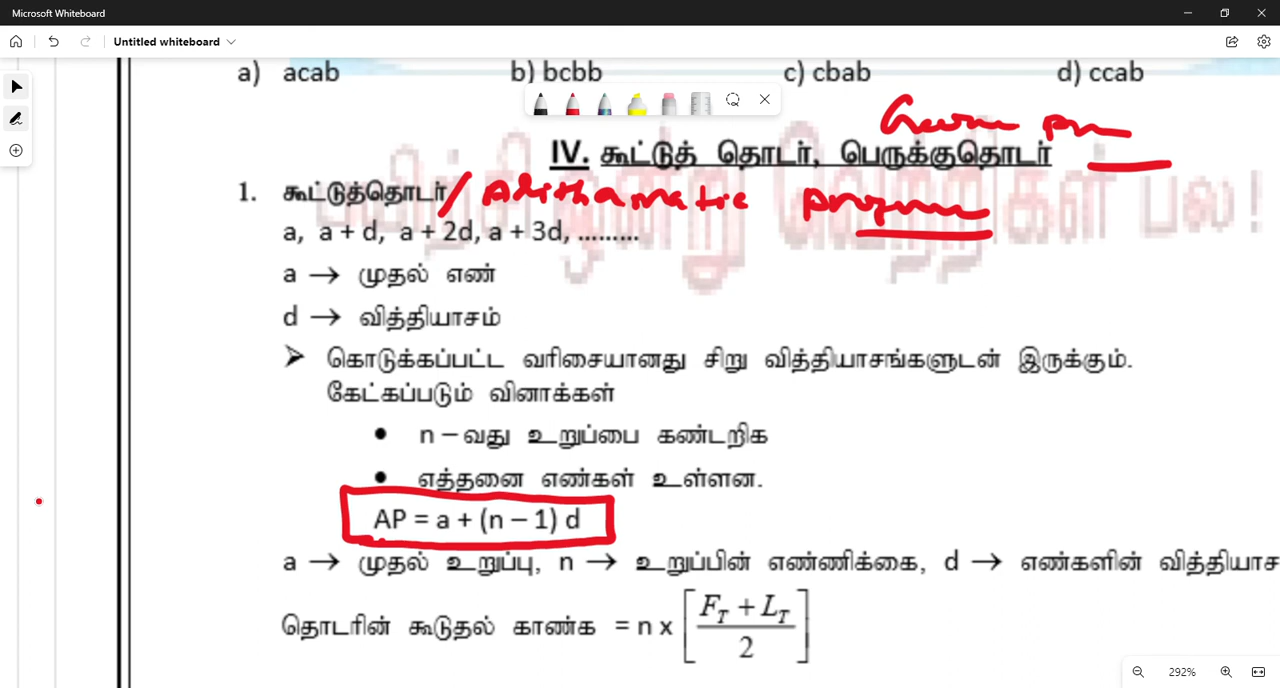 Microsoft Whiteboard
Untitled whiteboard
a) acab b) bcbb c) cbab d) ccab
IV. கூட்டுத் தொடர், பெருக்குதொடர்
1. கூட்டுத்தொடர் / Arithamatic
a, a + d, a + 2d, a + 3d, .........
a → முதல் எண்
d → வித்தியாசம்
➢ கொடுக்கப்பட்ட வரிசையானது சிறு வித்தியாசங்களுடன் இருக்கும்.
கேட்கப்படும் வினாக்கள்
• n – வது உறுப்பை கண்டறிக
• எத்தனை எண்கள் உள்ளன.
AP = a + (n – 1) d
a → முதல் உறுப்பு, n → உறுப்பின் எண்ணிக்கை, d → எண்களின் வித்தியாச
தொடரின் கூடுதல் காண்க = n x [F_T + L_T / 2]
292%